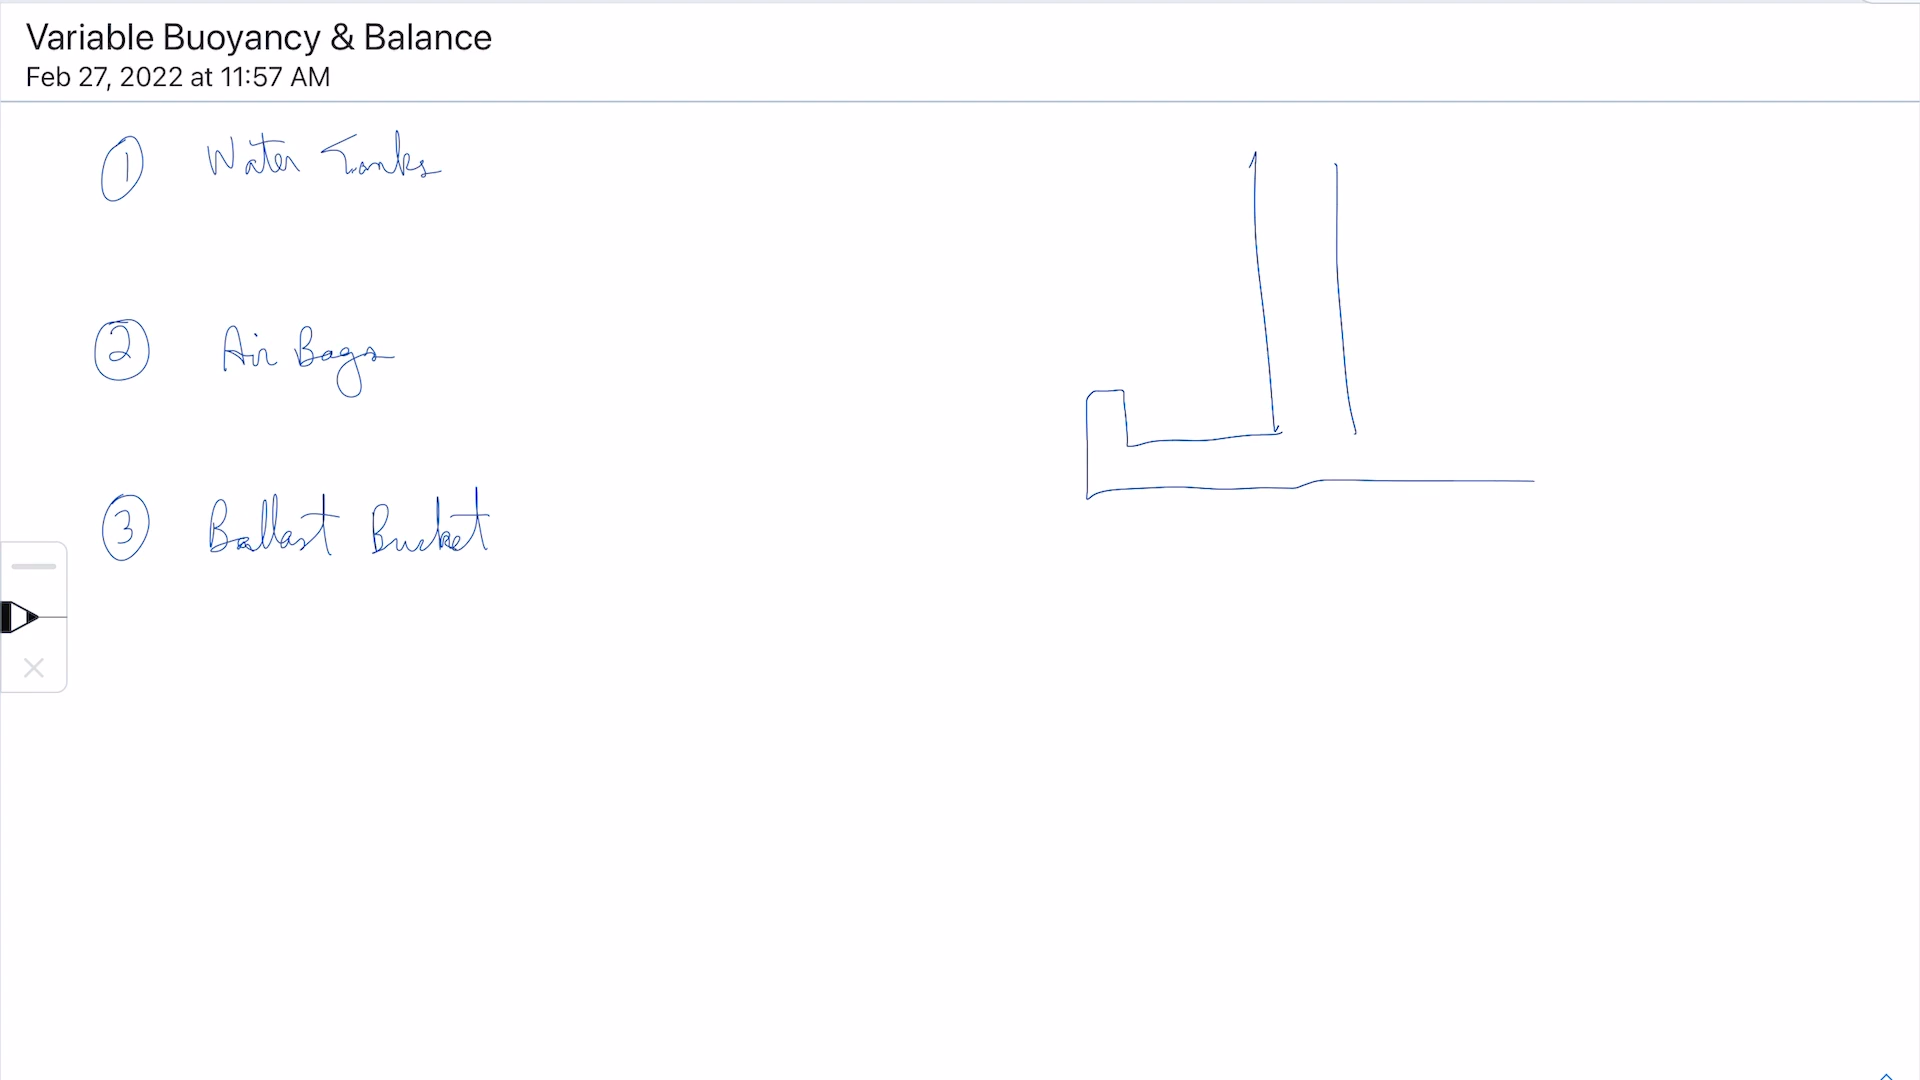 Variable Buoyancy & Balance
Feb 27, 2022 at 11:57 AM
1 Water Tanks
2 Air Bags
3 Ballast Bucket